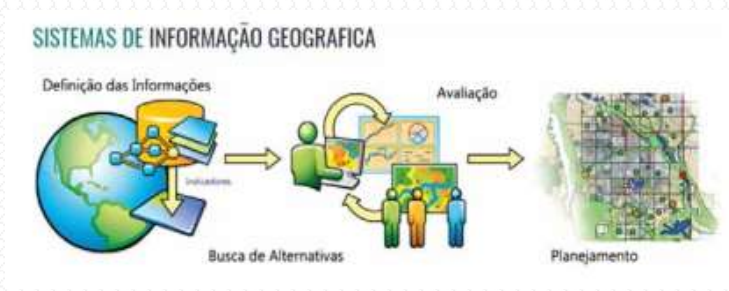 SISTEMAS DE INFORMAÇÃO GEOGRAFICA
Definição das Informações
Avaliação
Indicadores
Busca de Alternativas
Planejamento